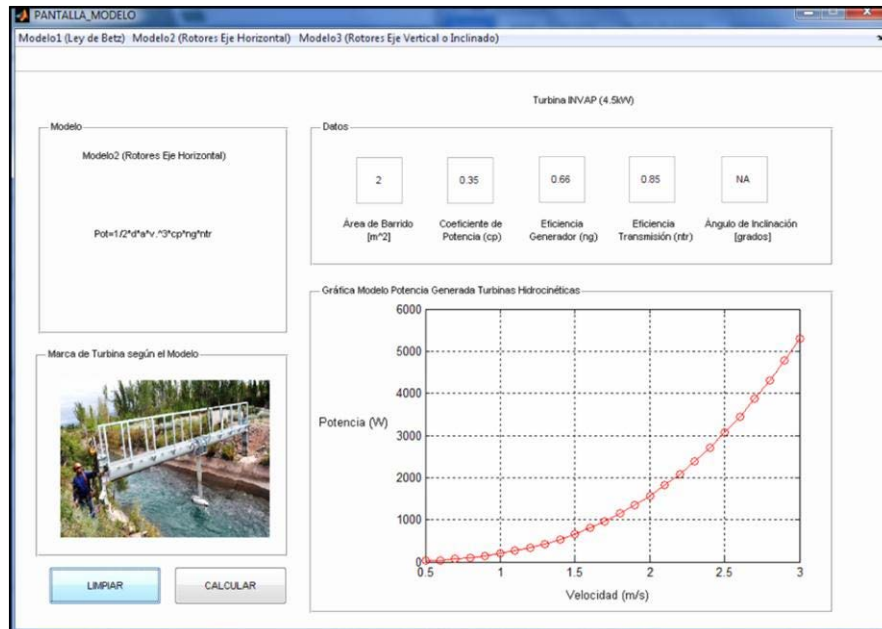 PANTALLA_MODELO
Modelo1 (Ley de Betz) Modelo2 (Rotores Eje Horizontal) Modelo3 (Rotores Eje Vertical o Inclinado)
Turbina INVAP (4.5kW)
Modelo
Modelo2 (Rotores Eje Horizontal)
Pot=1/2*d*a*v.^3*cp*ng*ntr
Datos
2
0.35
0.66
0.85
NA
Área de Barrido
[m^2]
Coeficiente de
Potencia (cp)
Eficiencia
Generador (ng)
Eficiencia
Transmisión (ntr)
Ángulo de Inclinación
[grados]
Marca de Turbina según el Modelo
LIMPIAR
CALCULAR
Gráfica Modelo Potencia Generada Turbinas Hidrocinéticas
6000
5000
4000
3000
2000
1000
0
Potencia (W)
0.5
1
1.5
2
2.5
3
Velocidad (m/s)